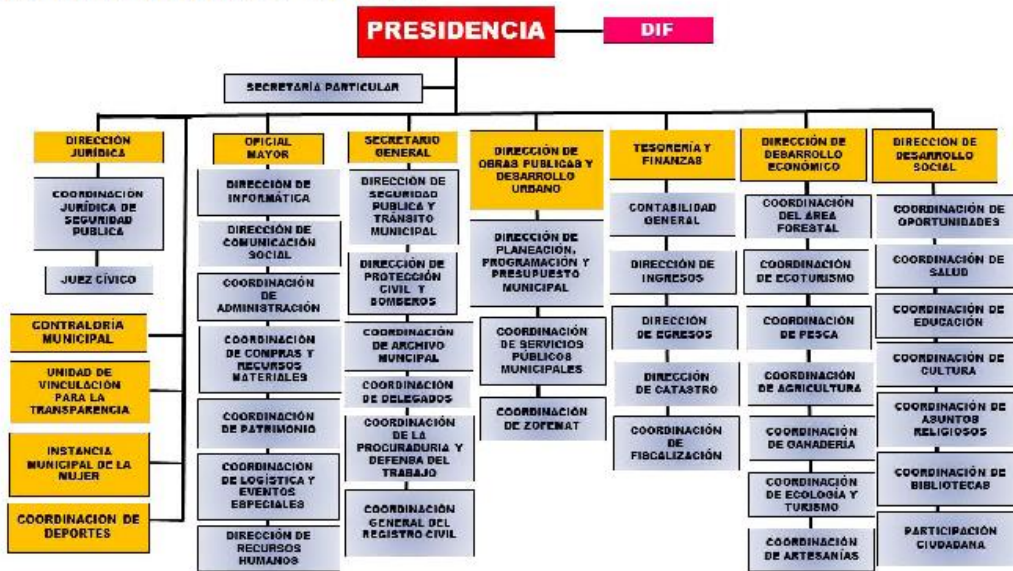 PRESIDENCIA
DIF
SECRETARÍA PARTICULAR
DIRECCIÓN
JURÍDICA
COORDINACIÓN
JURÍDICA DE
SEGURIDAD
PUBLICA
JUEZ CÍVICO
CONTRALORÍA
MUNICIPAL
UNIDAD DE
VINCULACIÓN
PARA LA
TRANSPARENCIA
INSTANCIA
MUNICIPAL DE LA
MUJER
COORDINACION DE
DEPORTES
OFICIAL
MAYOR
DIRECCIÓN DE
INFORMÁTICA
DIRECCIÓN DE
COMUNICACIÓN
SOCIAL
COORDINACIÓN
DE
ADMINISTRACIÓN
COORDINACIÓN
DE COMPRAS Y
RECURSOS
MATERIALES
COORDINACIÓN
DE PATRIMONIO
COORDINACIÓN
DE LOGÍSTICA Y
EVENTOS
ESPECIALES
DIRECCIÓN DE
RECURSOS
HUMANOS
SECRETARIO
GENERAL
DIRECCIÓN DE
SEGURIDAD
PUBLICA Y
TRÁNSITO
MUNICIPAL
DIRECCIÓN DE
PROTECCIÓN
CIVIL Y
BOMBEROS
COORDINACIÓN
DE ARCHIVO
MUNCIPAL
COORDINACIÓN
DE DELEGADOS
COORDINACIÓN
DE LA
PROCURADURIA Y
DEFENSA DEL
TRABAJO
COORDINACIÓN
GENERAL DEL
REGISTRO CIVIL
DIRECCIÓN DE
OBRAS PUBLICAS Y
DESARROLLO
URBANO
DIRECCIÓN DE
PLANEACIÓN,
PROGRAMACIÓN Y
PRESUPUESTO
MUNICIPAL
COORDINACIÓN
DE SERVICIOS
PÚBLICOS
MUNICIPALES
COORDINACIÓN
DE ZOFEMAT
TESORERÍA Y
FINANZAS
CONTABILIDAD
GENERAL
DIRECCIÓN DE
INGRESOS
DIRECCIÓN
DE EGRESOS
DIRECCIÓN
DE CATASTRO
COORDINACIÓN
DE
FISCALIZACIÓN
DIRECCIÓN DE
DESARROLLO
ECONÓMICO
COORDINACIÓN
DEL AREA
FORESTAL
COORDINACIÓN
DE ECOTURISMO
COORDINACIÓN
DE PESCA
COORDINACIÓN
DE AGRICULTURA
COORDINACIÓN
DE GANADERÍA
COORDINACIÓN
DE ECOLOGÍA Y
TURISMO
COORDINACIÓN
DE ARTESANÍAS
DIRECCIÓN DE
DESARROLLO
SOCIAL
COORDINACIÓN DE
OPORTUNIDADES
COORDINACIÓN DE
SALUD
COORDINACIÓN
DE EDUCACIÓN
COORDINACIÓN DE
CULTURA
COORDINACIÓN DE
ASUNTOS
RELIGIOSOS
COORDINACIÓN DE
BIBLIOTECAS
PARTICIPACIÓN
CIUDADANA